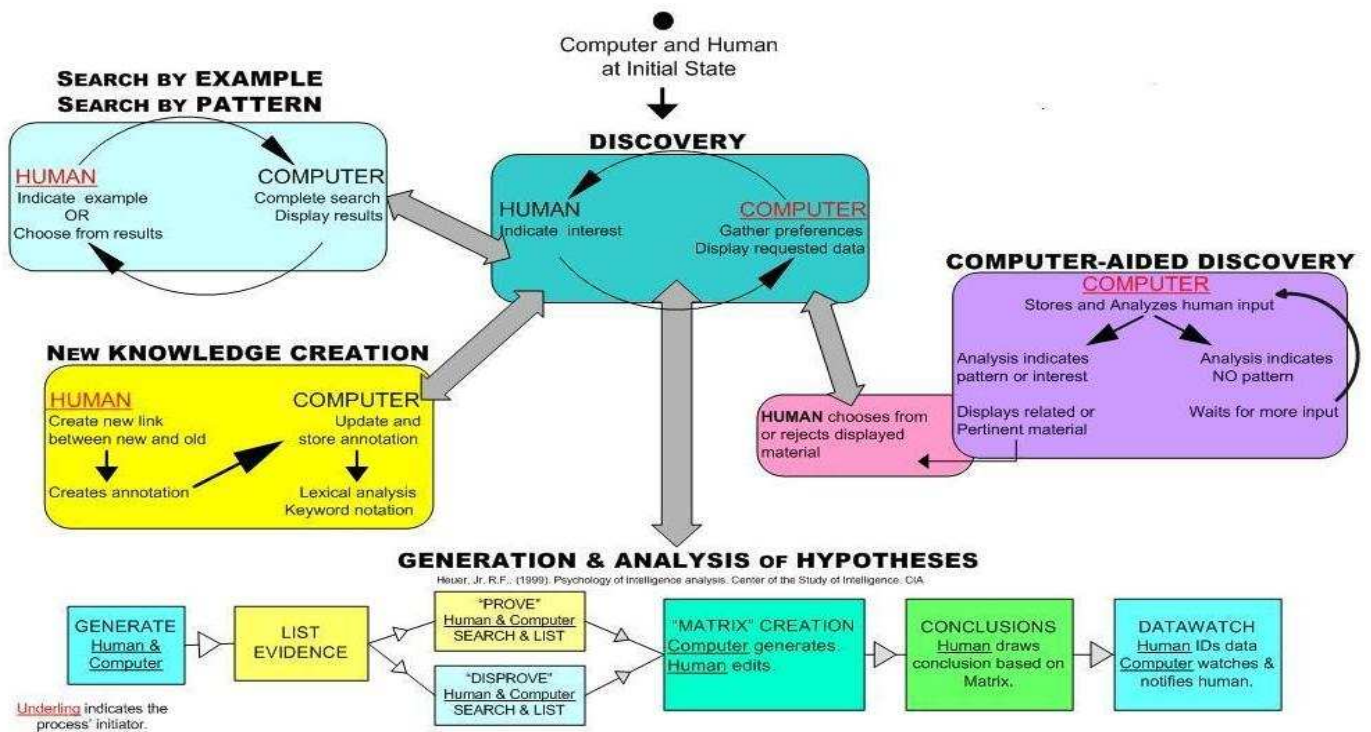 Computer and Human
at Initial State
SEARCH BY EXAMPLE
SEARCH BY PATTERN
HUMAN
Indicate example
OR
Choose from results
COMPUTER
Complete search
Display results
DISCOVERY
HUMAN
Indicate interest
COMPUTER
Gather preferences
Display requested data
COMPUTER-AIDED DISCOVERY
COMPUTER
Stores and Analyzes human input
Analysis indicates
pattern or interest
Displays related or
Pertinent material
Analysis indicates
NO pattern
Waits for more input
HUMAN chooses from
or rejects displayed
material
NEW KNOWLEDGE CREATION
HUMAN
Create new link
between new and old
Creates annotation
COMPUTER
Update and
store annotation
Lexical analysis
Keyword notation
GENERATION & ANALYSIS OF HYPOTHESES
Heuer, Jr. R.F., (1999). Psychology of intelligence analysis. Center of the Study of Intelligence. CIA
GENERATE
Human &
Computer
LIST
EVIDENCE
"PROVE"
Human & Computer
SEARCH & LIST
"DISPROVE"
Human & Computer
SEARCH & LIST
"MATRIX" CREATION
Computer generates.
Human edits.
CONCLUSIONS
Human draws
conclusion based on
Matrix.
DATAWATCH
Human IDs data
Computer watches &
notifies human.
Underling indicates the
process' initiator.